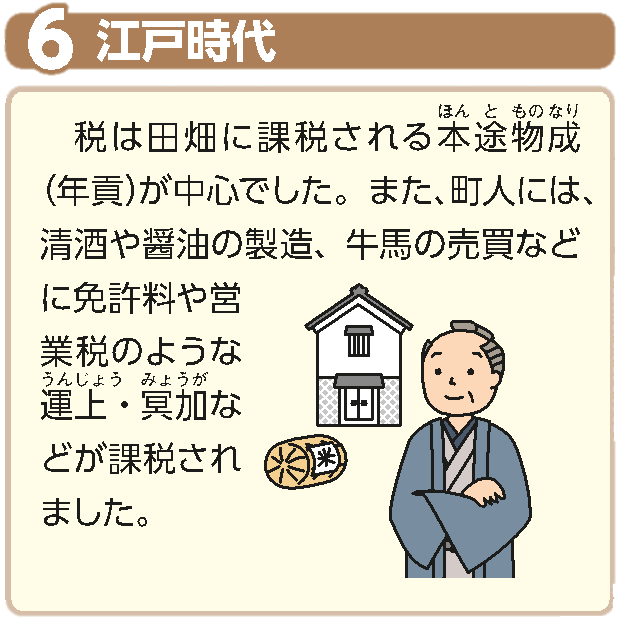 6 江戸時代
ほん と ものなり
税は田畑に課税される本途物成
(年貢)が中心でした。また、町人には、
清酒や醤油の製造、牛馬の売買など
に免許料や営
業税のような
うんじょう みょうが
運上・冥加な
どが課税され
ました。
米